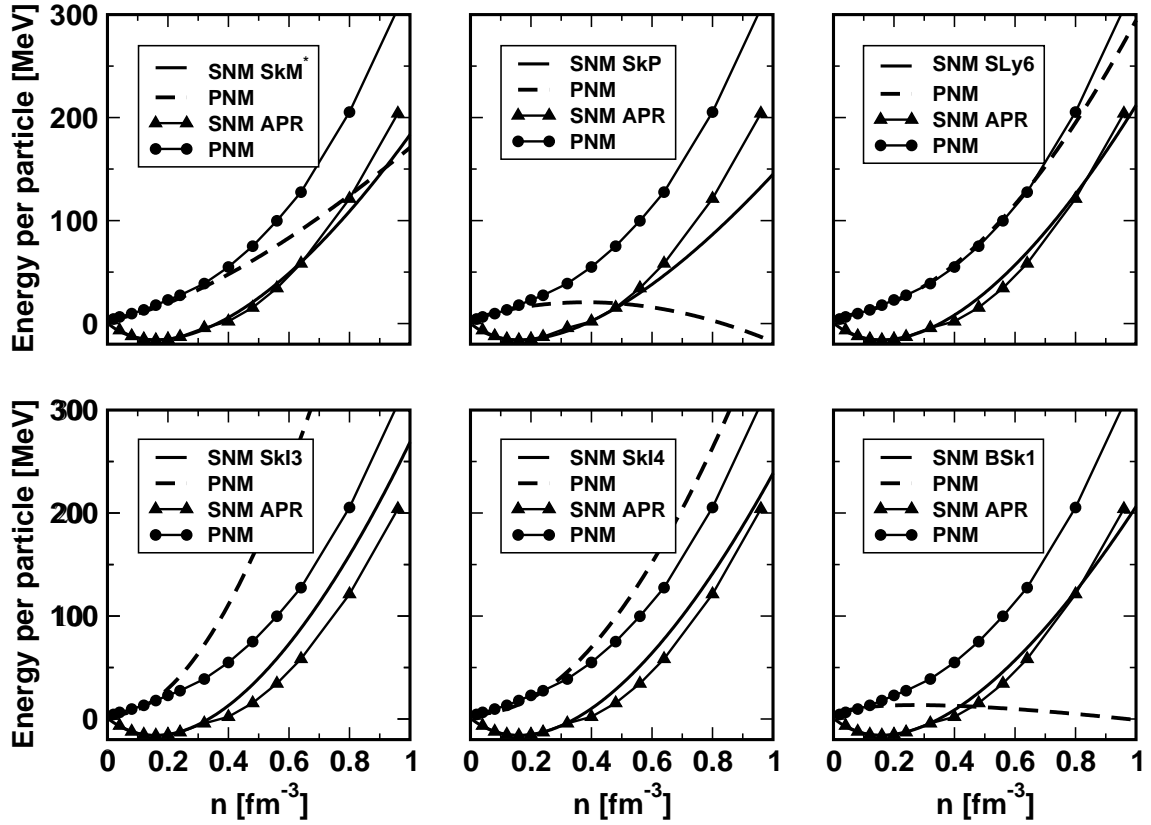 Energy per particle [MeV]
300
200
100
0
SNM SkM*
PNM
SNM APR
PNM
SNM SkP
PNM
SNM APR
PNM
SNM SLy6
PNM
SNM APR
PNM
Energy per particle [MeV]
300
200
100
0
SNM SkI3
PNM
SNM APR
PNM
SNM SkI4
PNM
SNM APR
PNM
SNM BSk1
PNM
SNM APR
PNM
0 0.2 0.4 0.6 0.8 1
0 0.2 0.4 0.6 0.8 1
0 0.2 0.4 0.6 0.8 1
n [fm-3]
n [fm-3]
n [fm-3]